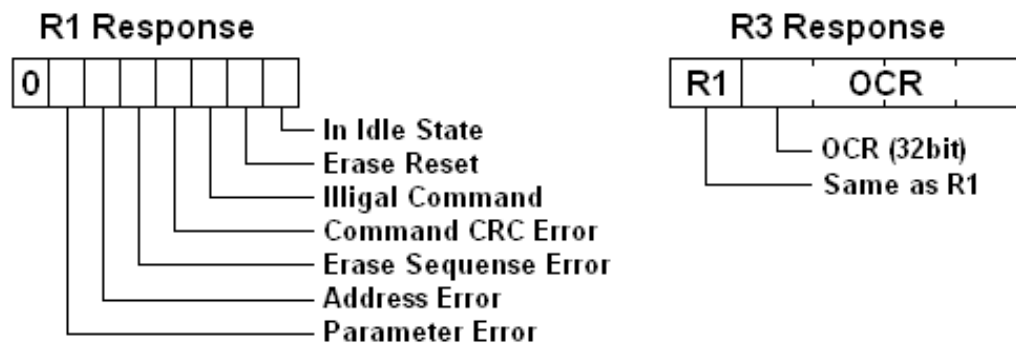 R1 Response
0
In Idle State
Erase Reset
Illigal Command
Command CRC Error
Erase Sequense Error
Address Error
Parameter Error
R3 Response
R1 OCR
OCR (32bit)
Same as R1